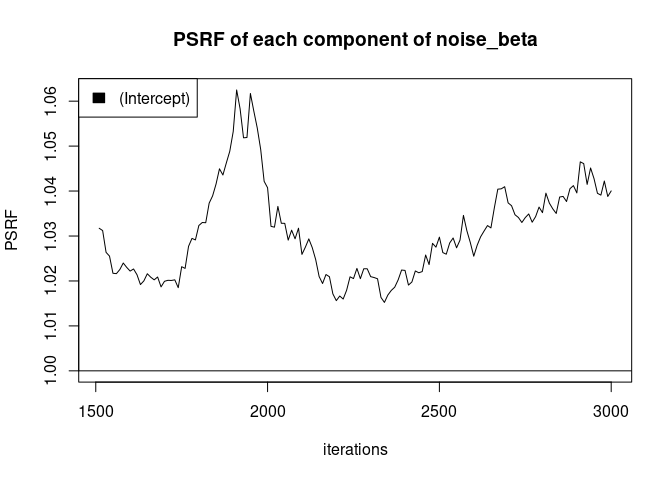 PSRF of each component of noise_beta
(Intercept)
PSRF
1.06
1.05
1.04
1.03
1.02
1.01
1.00
1500 2000 2500 3000
iterations